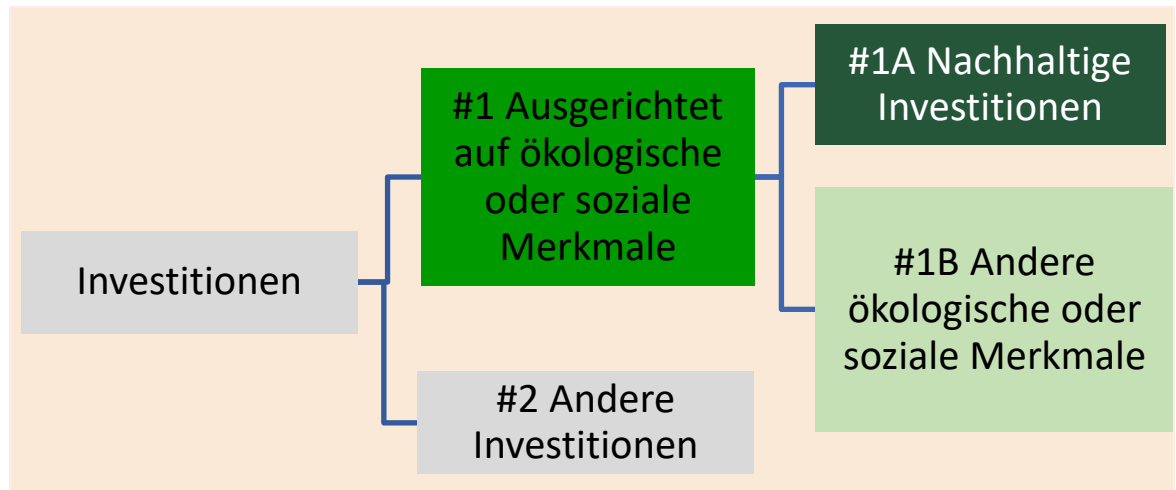 Investitionen
#1 Ausgerichtet
auf ökologische
oder soziale
Merkmale
#2 Andere
Investitionen
#1A Nachhaltige
Investitionen
#1B Andere
ökologische oder
soziale Merkmale